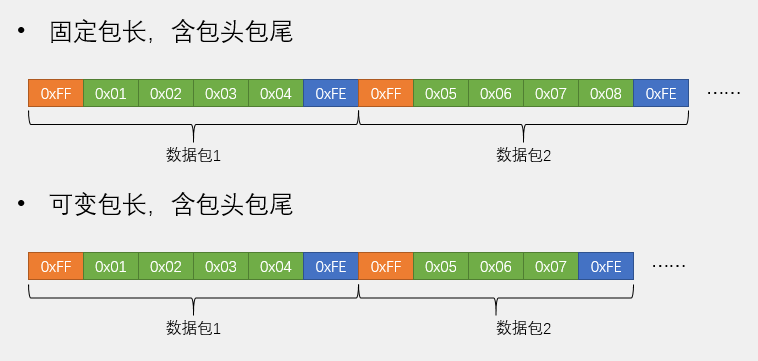 • 固定包长，含包头包尾
0xFF 0x01 0x02 0x03 0x04 0xFE 0xFF 0x05 0x06 0x07 0x08 0xFE ……
数据包1 数据包2
• 可变包长，含包头包尾
0xFF 0x01 0x02 0x03 0x04 0xFE 0xFF 0x05 0x06 0x07 0xFE ……
数据包1 数据包2